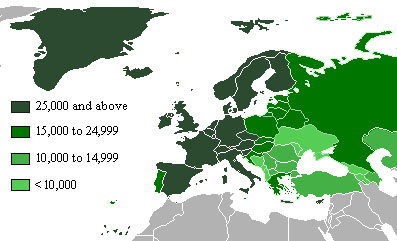 25,000 and above
15,000 to 24,999
10,000 to 14,999
<10,000